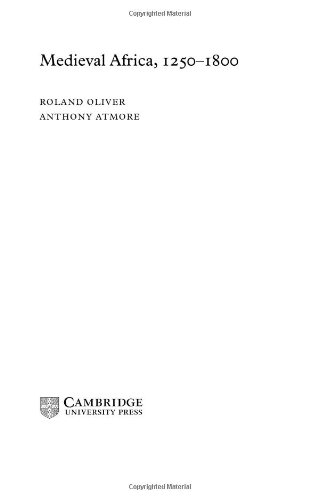 Copyrighted Material
Medieval Africa, 1250–1800
ROLAND OLIVER
ANTHONY ATMORE
CAMBRIDGE
UNIVERSITY PRESS
Copyrighted Material